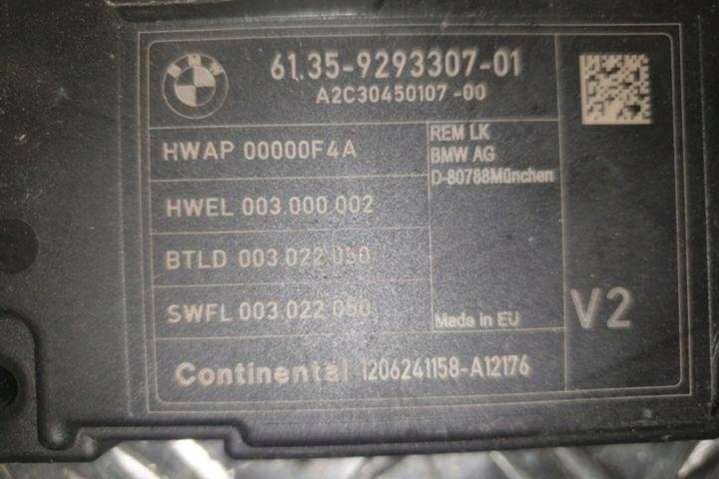 BMW
61.35-9293307-01
A2C30450107-00
HWAP 00000F4A
REM LK
BMW AG
D-80788München
HWEL 003.000.002
BTLD 003.022.050
SWFL 003.022.050
Made in EU
V2
Continental 1206241158-A12176